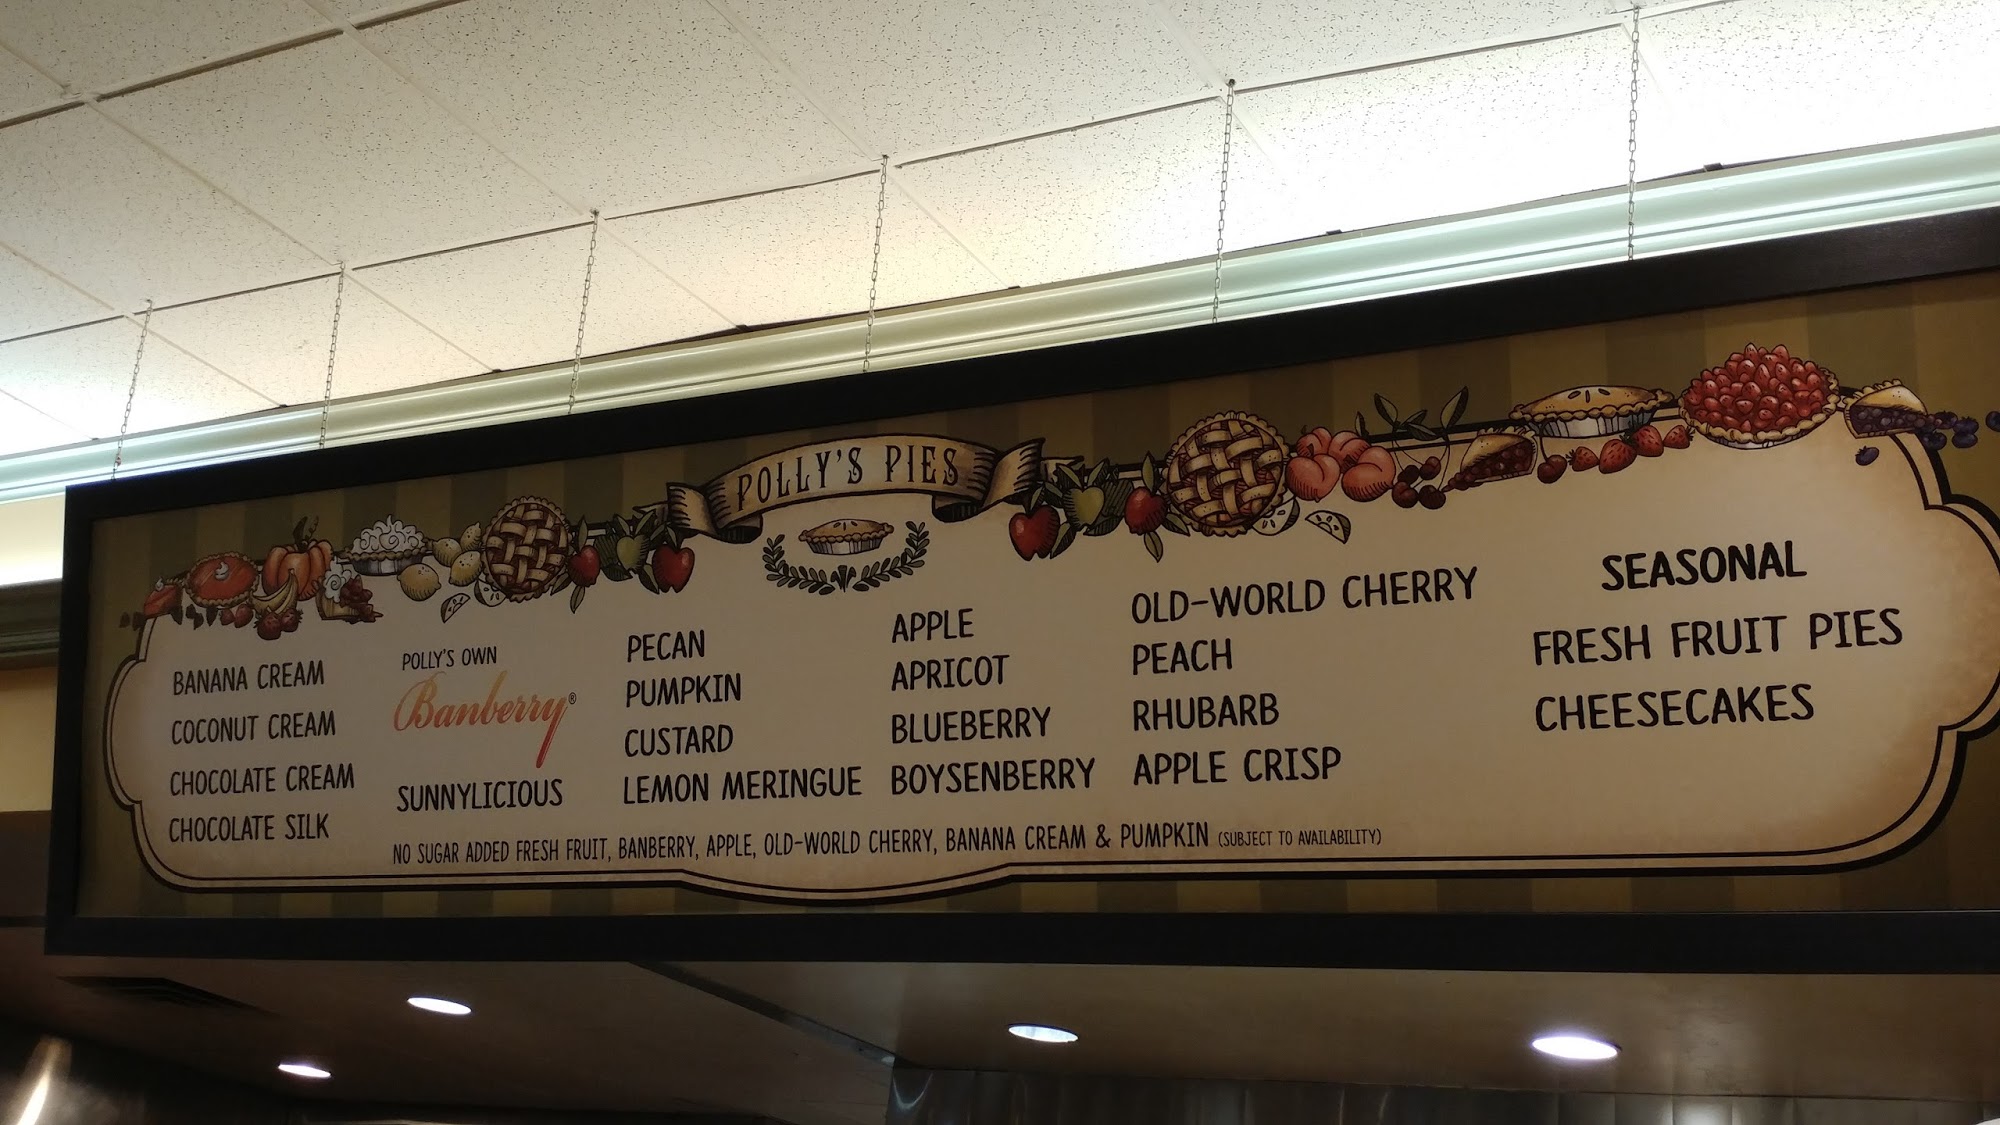 POLLY'S PIES
BANANA CREAM
COCONUT CREAM
CHOCOLATE CREAM
CHOCOLATE SILK
POLLY'S OWN
Banberry®
SUNNYLICIOUS
PECAN
PUMPKIN
CUSTARD
LEMON MERINGUE
APPLE
APRICOT
BLUEBERRY
BOYSENBERRY
OLD-WORLD CHERRY
PEACH
RHUBARB
APPLE CRISP
SEASONAL
FRESH FRUIT PIES
CHEESECAKES
NO SUGAR ADDED FRESH FRUIT, BANBERRY, APPLE, OLD-WORLD CHERRY, BANANA CREAM & PUMPKIN (SUBJECT TO AVAILABILITY)